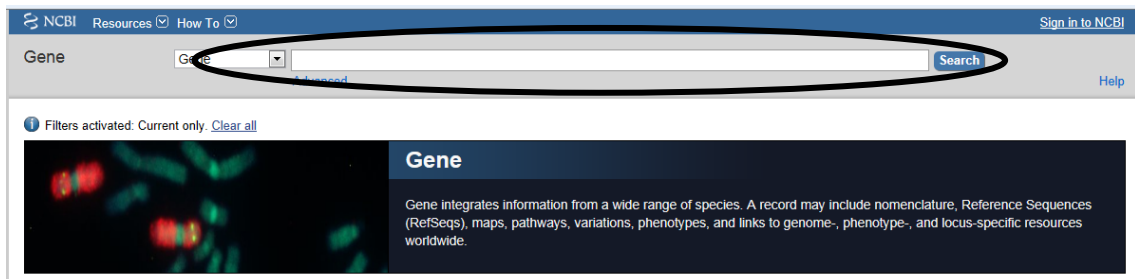 NCBI Resources How To Sign in to NCBI
Gene Gene Search
Advanced Help
Filters activated: Current only. Clear all
Gene
Gene integrates information from a wide range of species. A record may include nomenclature, Reference Sequences
(RefSeqs), maps, pathways, variations, phenotypes, and links to genome-, phenotype-, and locus-specific resources
worldwide.